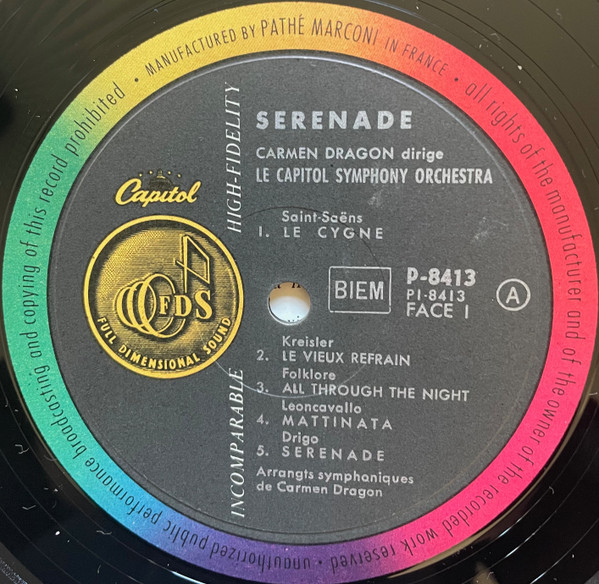 • MANUFACTURED BY PATHÉ MARCONI IN FRANCE •
all rights of the manufacturer and of the owner of the recorded work reserved • unauthorized public performance broadcasting and copying of this record prohibited
Capitol
FDS
FULL DIMENSIONAL SOUND
INCOMPARABLE HIGH-FIDELITY
SERENADE
CARMEN DRAGON dirige
LE CAPITOL SYMPHONY ORCHESTRA
Saint-Saëns
1. LE CYGNE
BIEM
P-8413
P1-8413
FACE 1
A
Kreisler
2. LE VIEUX REFRAIN
Folklore
3. ALL THROUGH THE NIGHT
Leoncavallo
4. MATTINATA
Drigo
5. SERENADE
Arrangts symphoniques
de Carmen Dragon